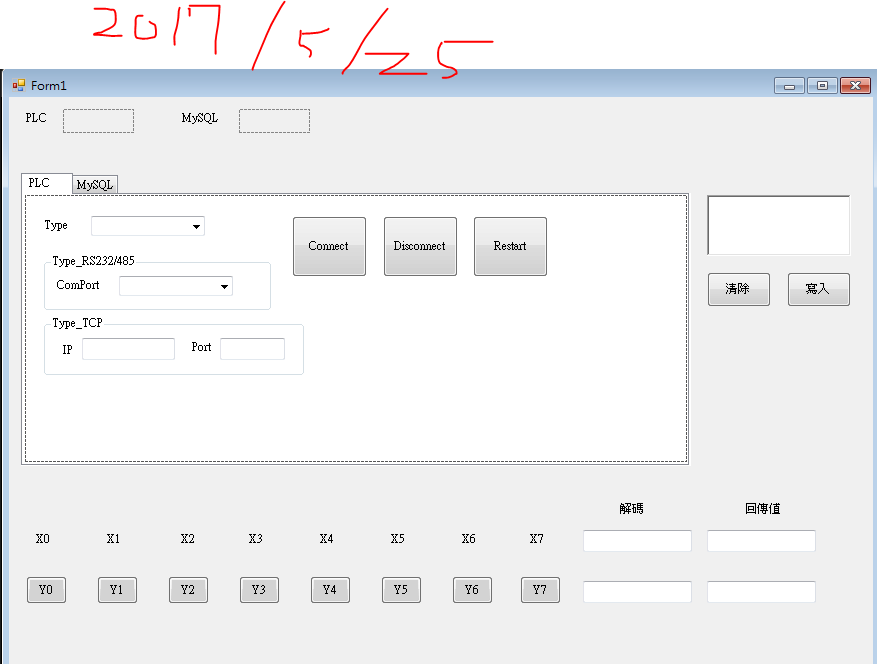 2017/5/25
Form1
PLC MySQL
PLC MySQL
Type Connect Disconnect Restart
Type_RS232/485
ComPort 清除 寫入
Type_TCP
IP Port
解碼 回傳值
X0 X1 X2 X3 X4 X5 X6 X7
Y0 Y1 Y2 Y3 Y4 Y5 Y6 Y7